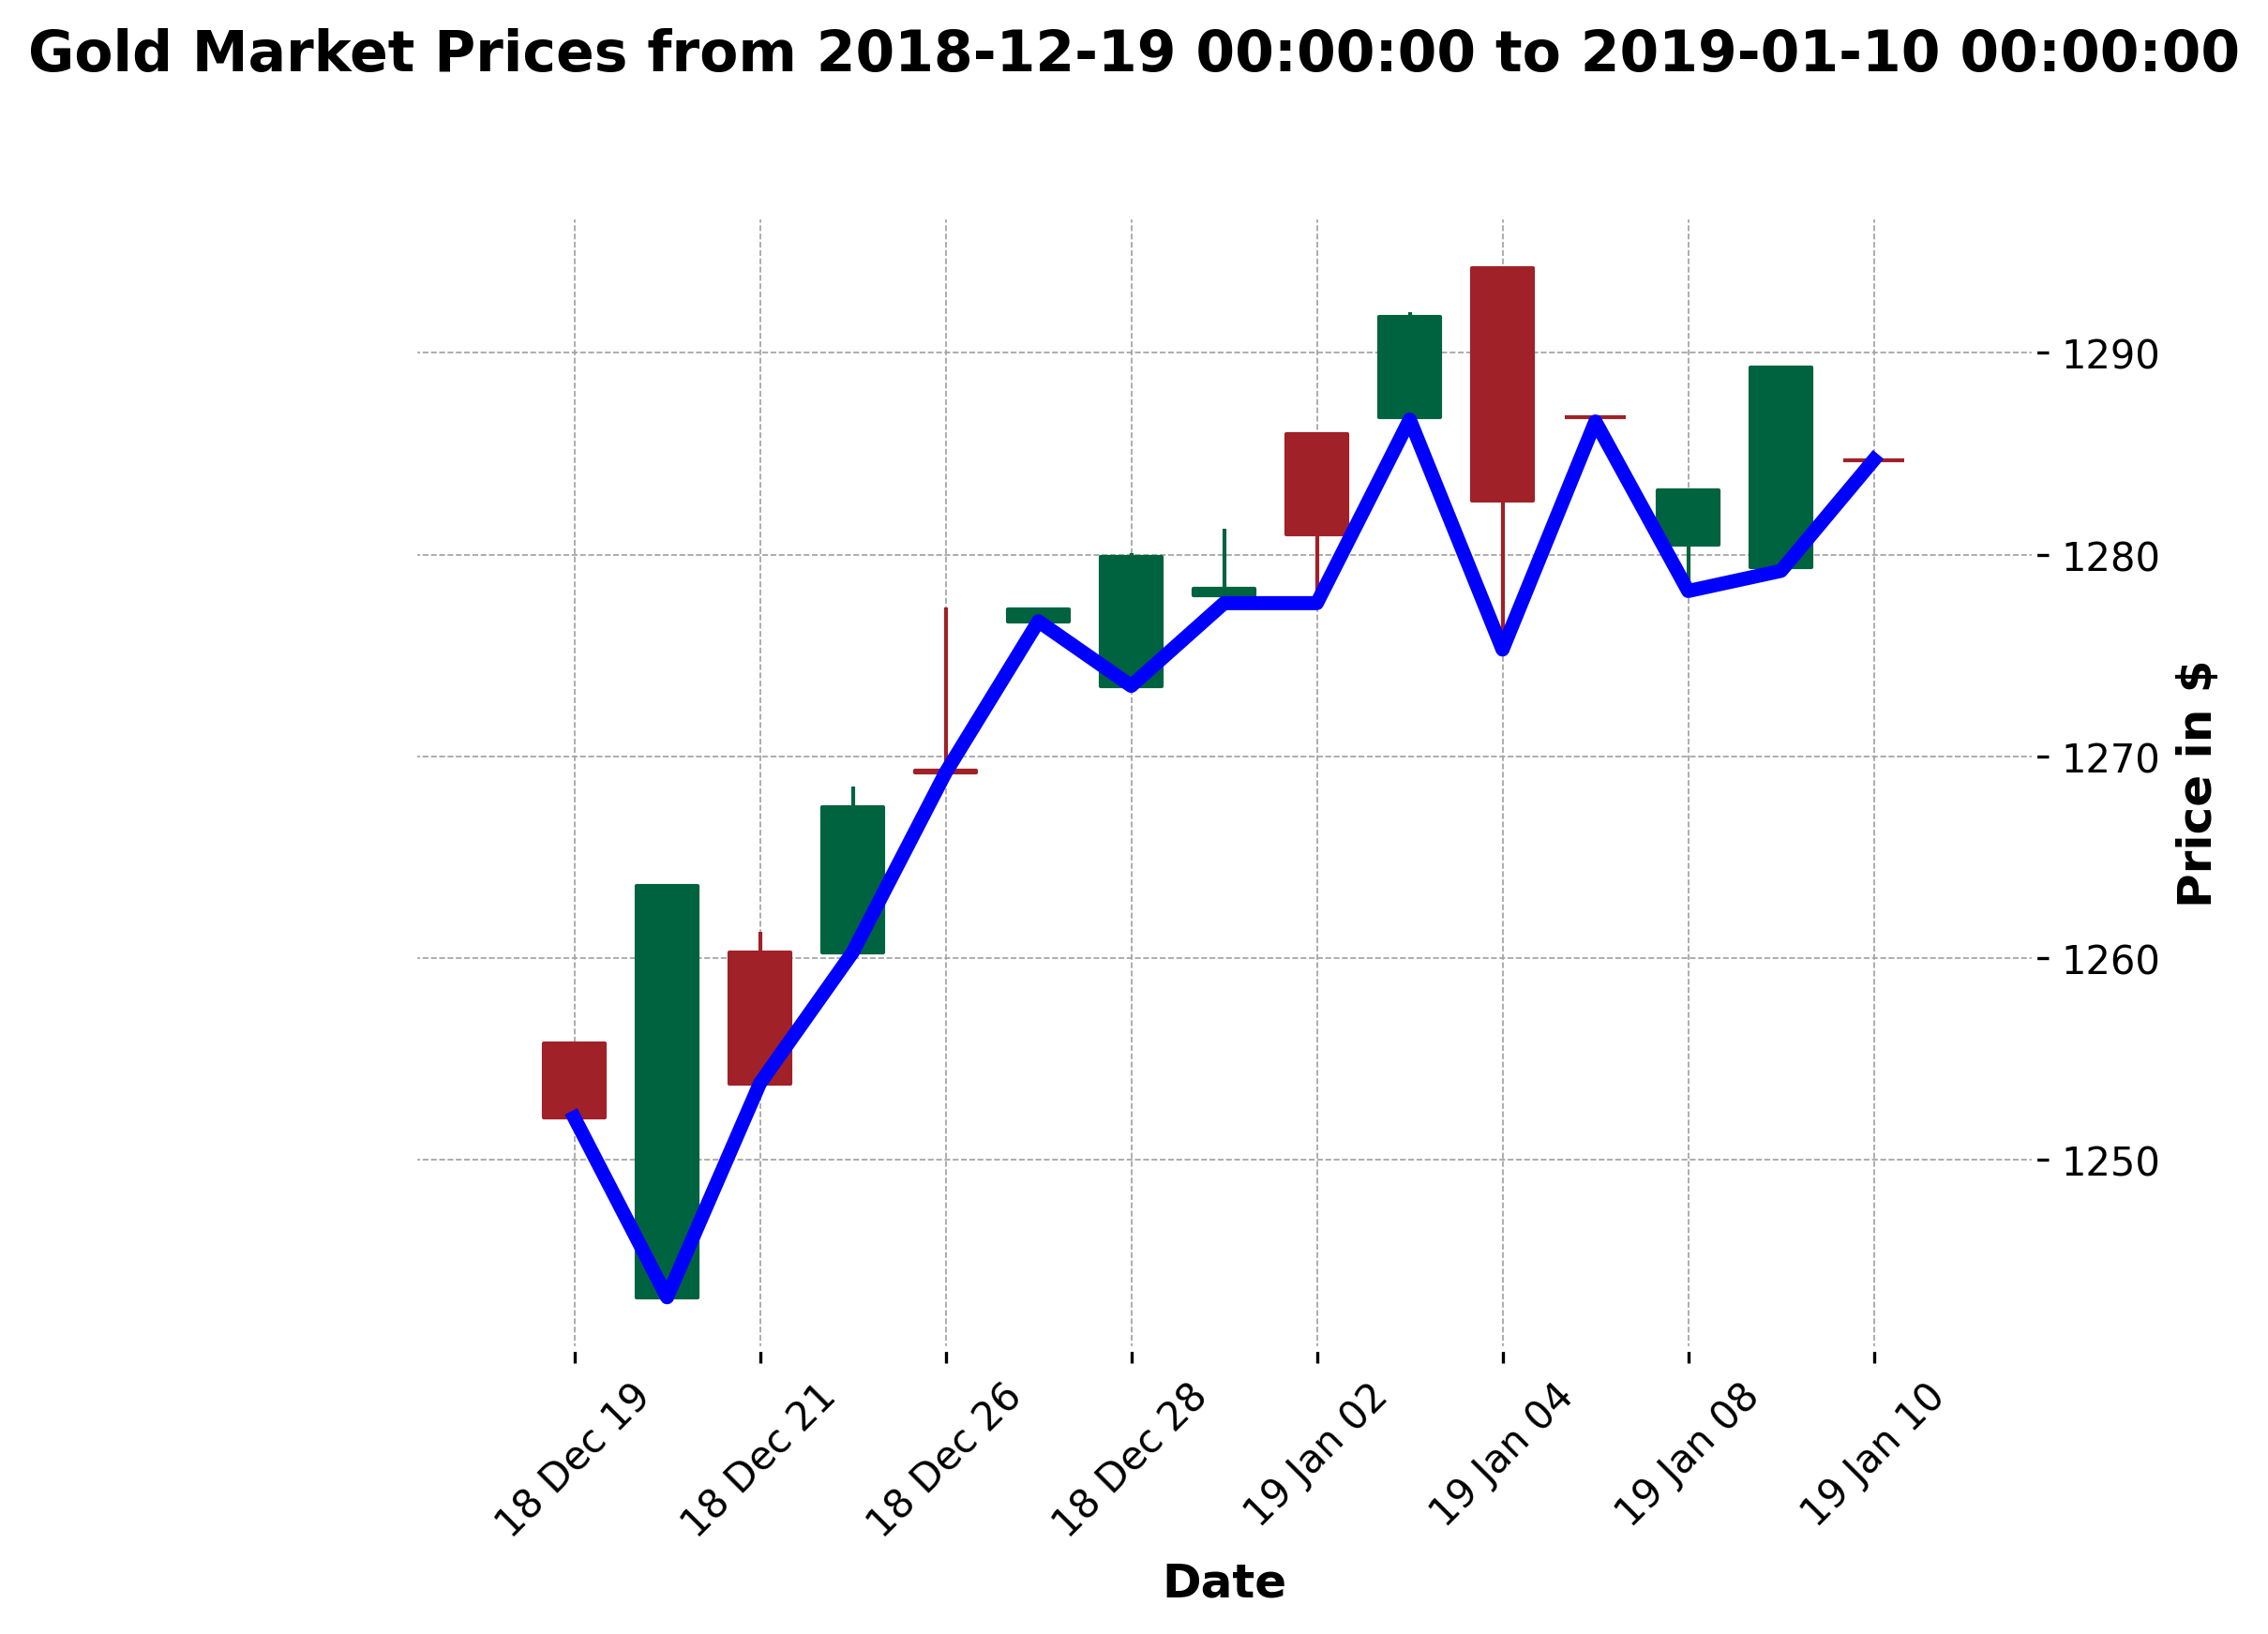 Gold Market Prices from 2018-12-19 00:00:00 to 2019-01-10 00:00:00
1290
1280
1270
1260
1250
Price in $
18 Dec 19
18 Dec 21
18 Dec 26
18 Dec 28
19 Jan 02
19 Jan 04
19 Jan 08
19 Jan 10
Date